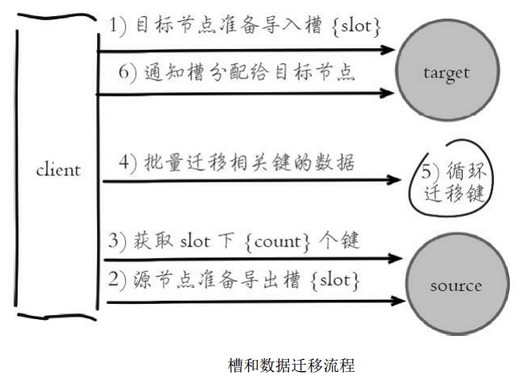 1) 目标节点准备导入槽 {slot}
6) 通知槽分配给目标节点
target
client
4) 批量迁移相关键的数据
5) 循环
迁移键
3) 获取 slot 下 {count} 个键
2) 源节点准备导出槽 {slot}
source
槽和数据迁移流程